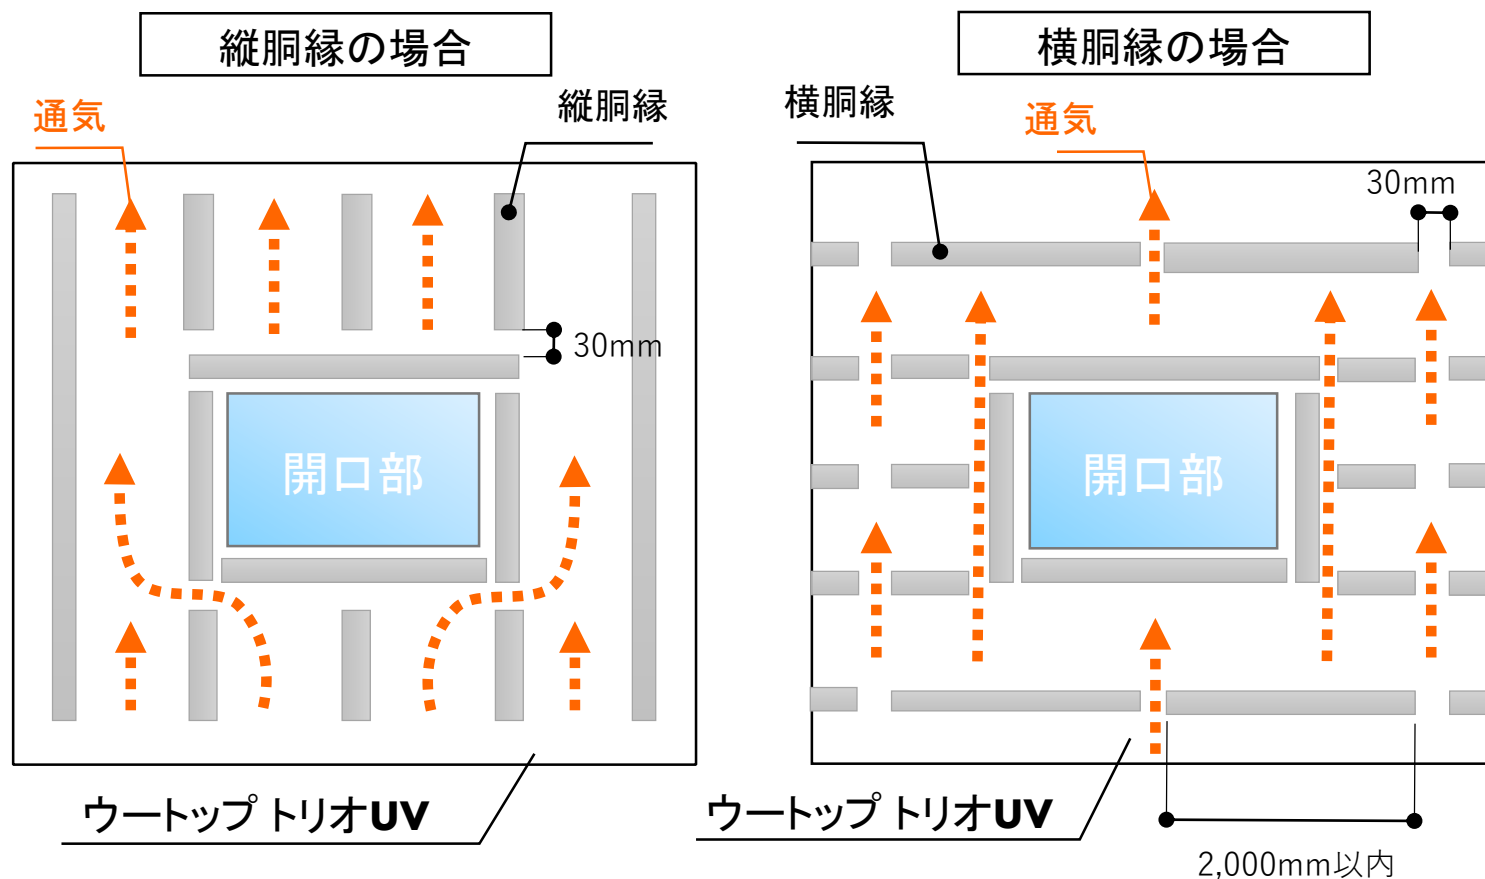 縦胴縁の場合
通気
縦胴縁
30mm
開口部
ウートップ トリオUV
横胴縁の場合
横胴縁
通気
30mm
開口部
ウートップ トリオUV
2,000mm以内